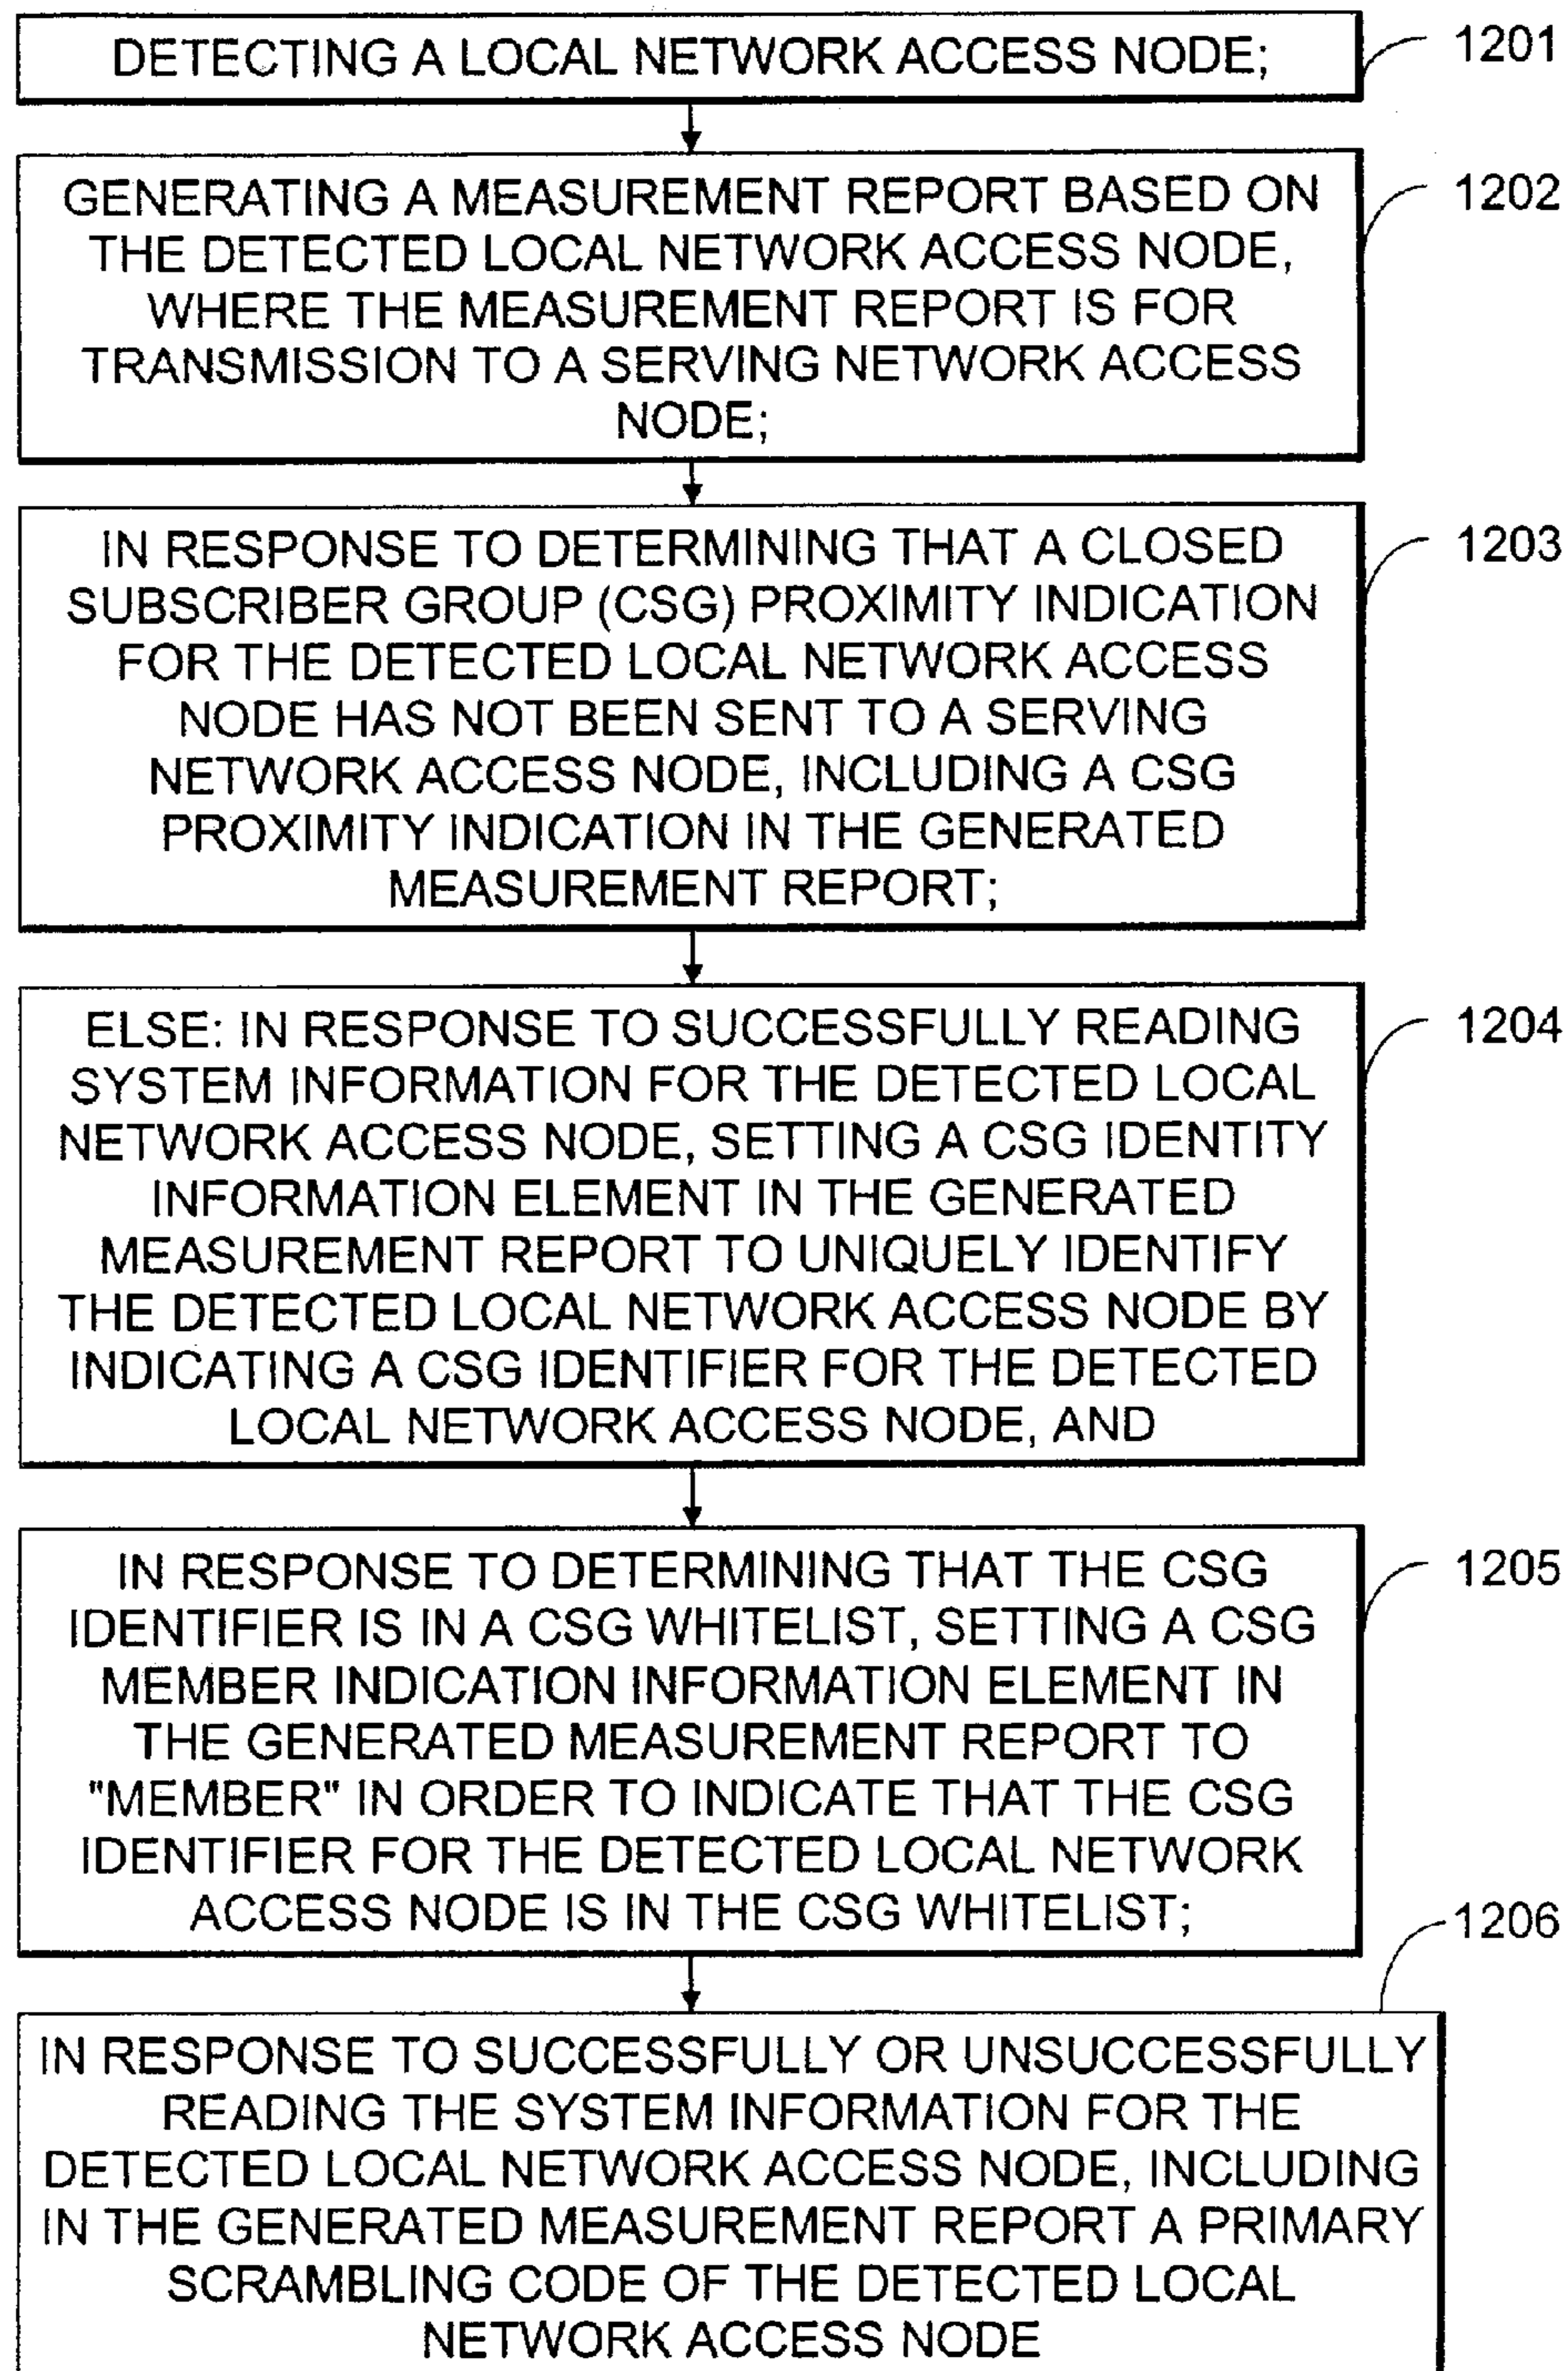 DETECTING A LOCAL NETWORK ACCESS NODE;
1201
GENERATING A MEASUREMENT REPORT BASED ON
THE DETECTED LOCAL NETWORK ACCESS NODE,
WHERE THE MEASUREMENT REPORT IS FOR
TRANSMISSION TO A SERVING NETWORK ACCESS
NODE;
1202
IN RESPONSE TO DETERMINING THAT A CLOSED
SUBSCRIBER GROUP (CSG) PROXIMITY INDICATION
FOR THE DETECTED LOCAL NETWORK ACCESS
NODE HAS NOT BEEN SENT TO A SERVING
NETWORK ACCESS NODE, INCLUDING A CSG
PROXIMITY INDICATION IN THE GENERATED
MEASUREMENT REPORT;
1203
ELSE: IN RESPONSE TO SUCCESSFULLY READING
SYSTEM INFORMATION FOR THE DETECTED LOCAL
NETWORK ACCESS NODE, SETTING A CSG IDENTITY
INFORMATION ELEMENT IN THE GENERATED
MEASUREMENT REPORT TO UNIQUELY IDENTIFY
THE DETECTED LOCAL NETWORK ACCESS NODE BY
INDICATING A CSG IDENTIFIER FOR THE DETECTED
LOCAL NETWORK ACCESS NODE, AND
1204
IN RESPONSE TO DETERMINING THAT THE CSG
IDENTIFIER IS IN A CSG WHITELIST, SETTING A CSG
MEMBER INDICATION INFORMATION ELEMENT IN
THE GENERATED MEASUREMENT REPORT TO
"MEMBER" IN ORDER TO INDICATE THAT THE CSG
IDENTIFIER FOR THE DETECTED LOCAL NETWORK
ACCESS NODE IS IN THE CSG WHITELIST;
1205
1206
IN RESPONSE TO SUCCESSFULLY OR UNSUCCESSFULLY
READING THE SYSTEM INFORMATION FOR THE
DETECTED LOCAL NETWORK ACCESS NODE, INCLUDING
IN THE GENERATED MEASUREMENT REPORT A PRIMARY
SCRAMBLING CODE OF THE DETECTED LOCAL
NETWORK ACCESS NODE